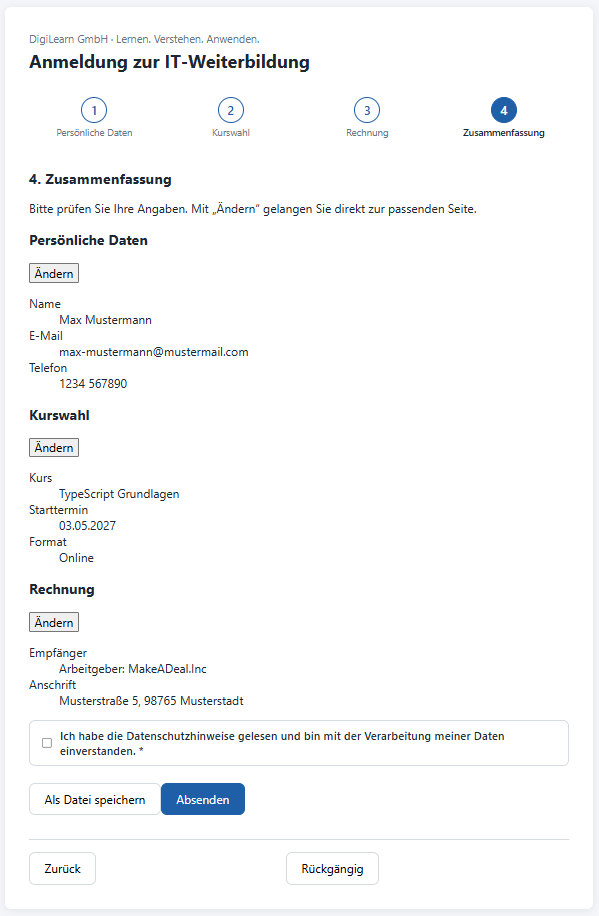 DigiLearn GmbH · Lernen. Verstehen. Anwenden.
Anmeldung zur IT-Weiterbildung
1 2 3 4
Persönliche Daten Kurswahl Rechnung Zusammenfassung
4. Zusammenfassung
Bitte prüfen Sie Ihre Angaben. Mit „Ändern“ gelangen Sie direkt zur passenden Seite.
Persönliche Daten
Ändern
Name
Max Mustermann
E-Mail
max-mustermann@mustermail.com
Telefon
1234 567890
Kurswahl
Ändern
Kurs
TypeScript Grundlagen
Starttermin
03.05.2027
Format
Online
Rechnung
Ändern
Empfänger
Arbeitgeber: MakeADeal.Inc
Anschrift
Musterstraße 5, 98765 Musterstadt
Ich habe die Datenschutzhinweise gelesen und bin mit der Verarbeitung meiner Daten
einverstanden. *
Als Datei speichern Absenden
Zurück Rückgängig